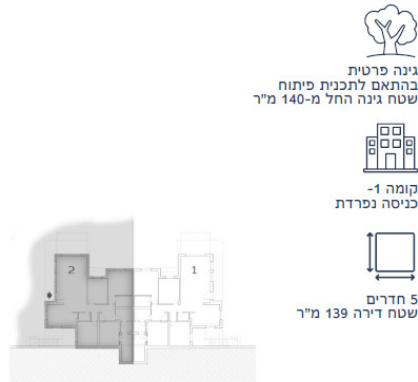 גינה פרטית
בהתאם לתכנית פיתוח
שטח גינה החל מ-140 מ"ר
קומה 1-
כניסה נפרדת
5 חדרים
שטח דירה 139 מ"ר
2
1